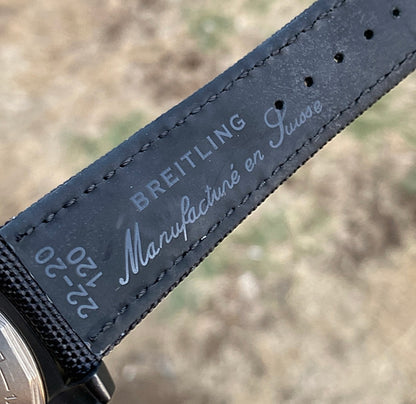 BREITLING
Manufacturé en Suisse
22-20
120